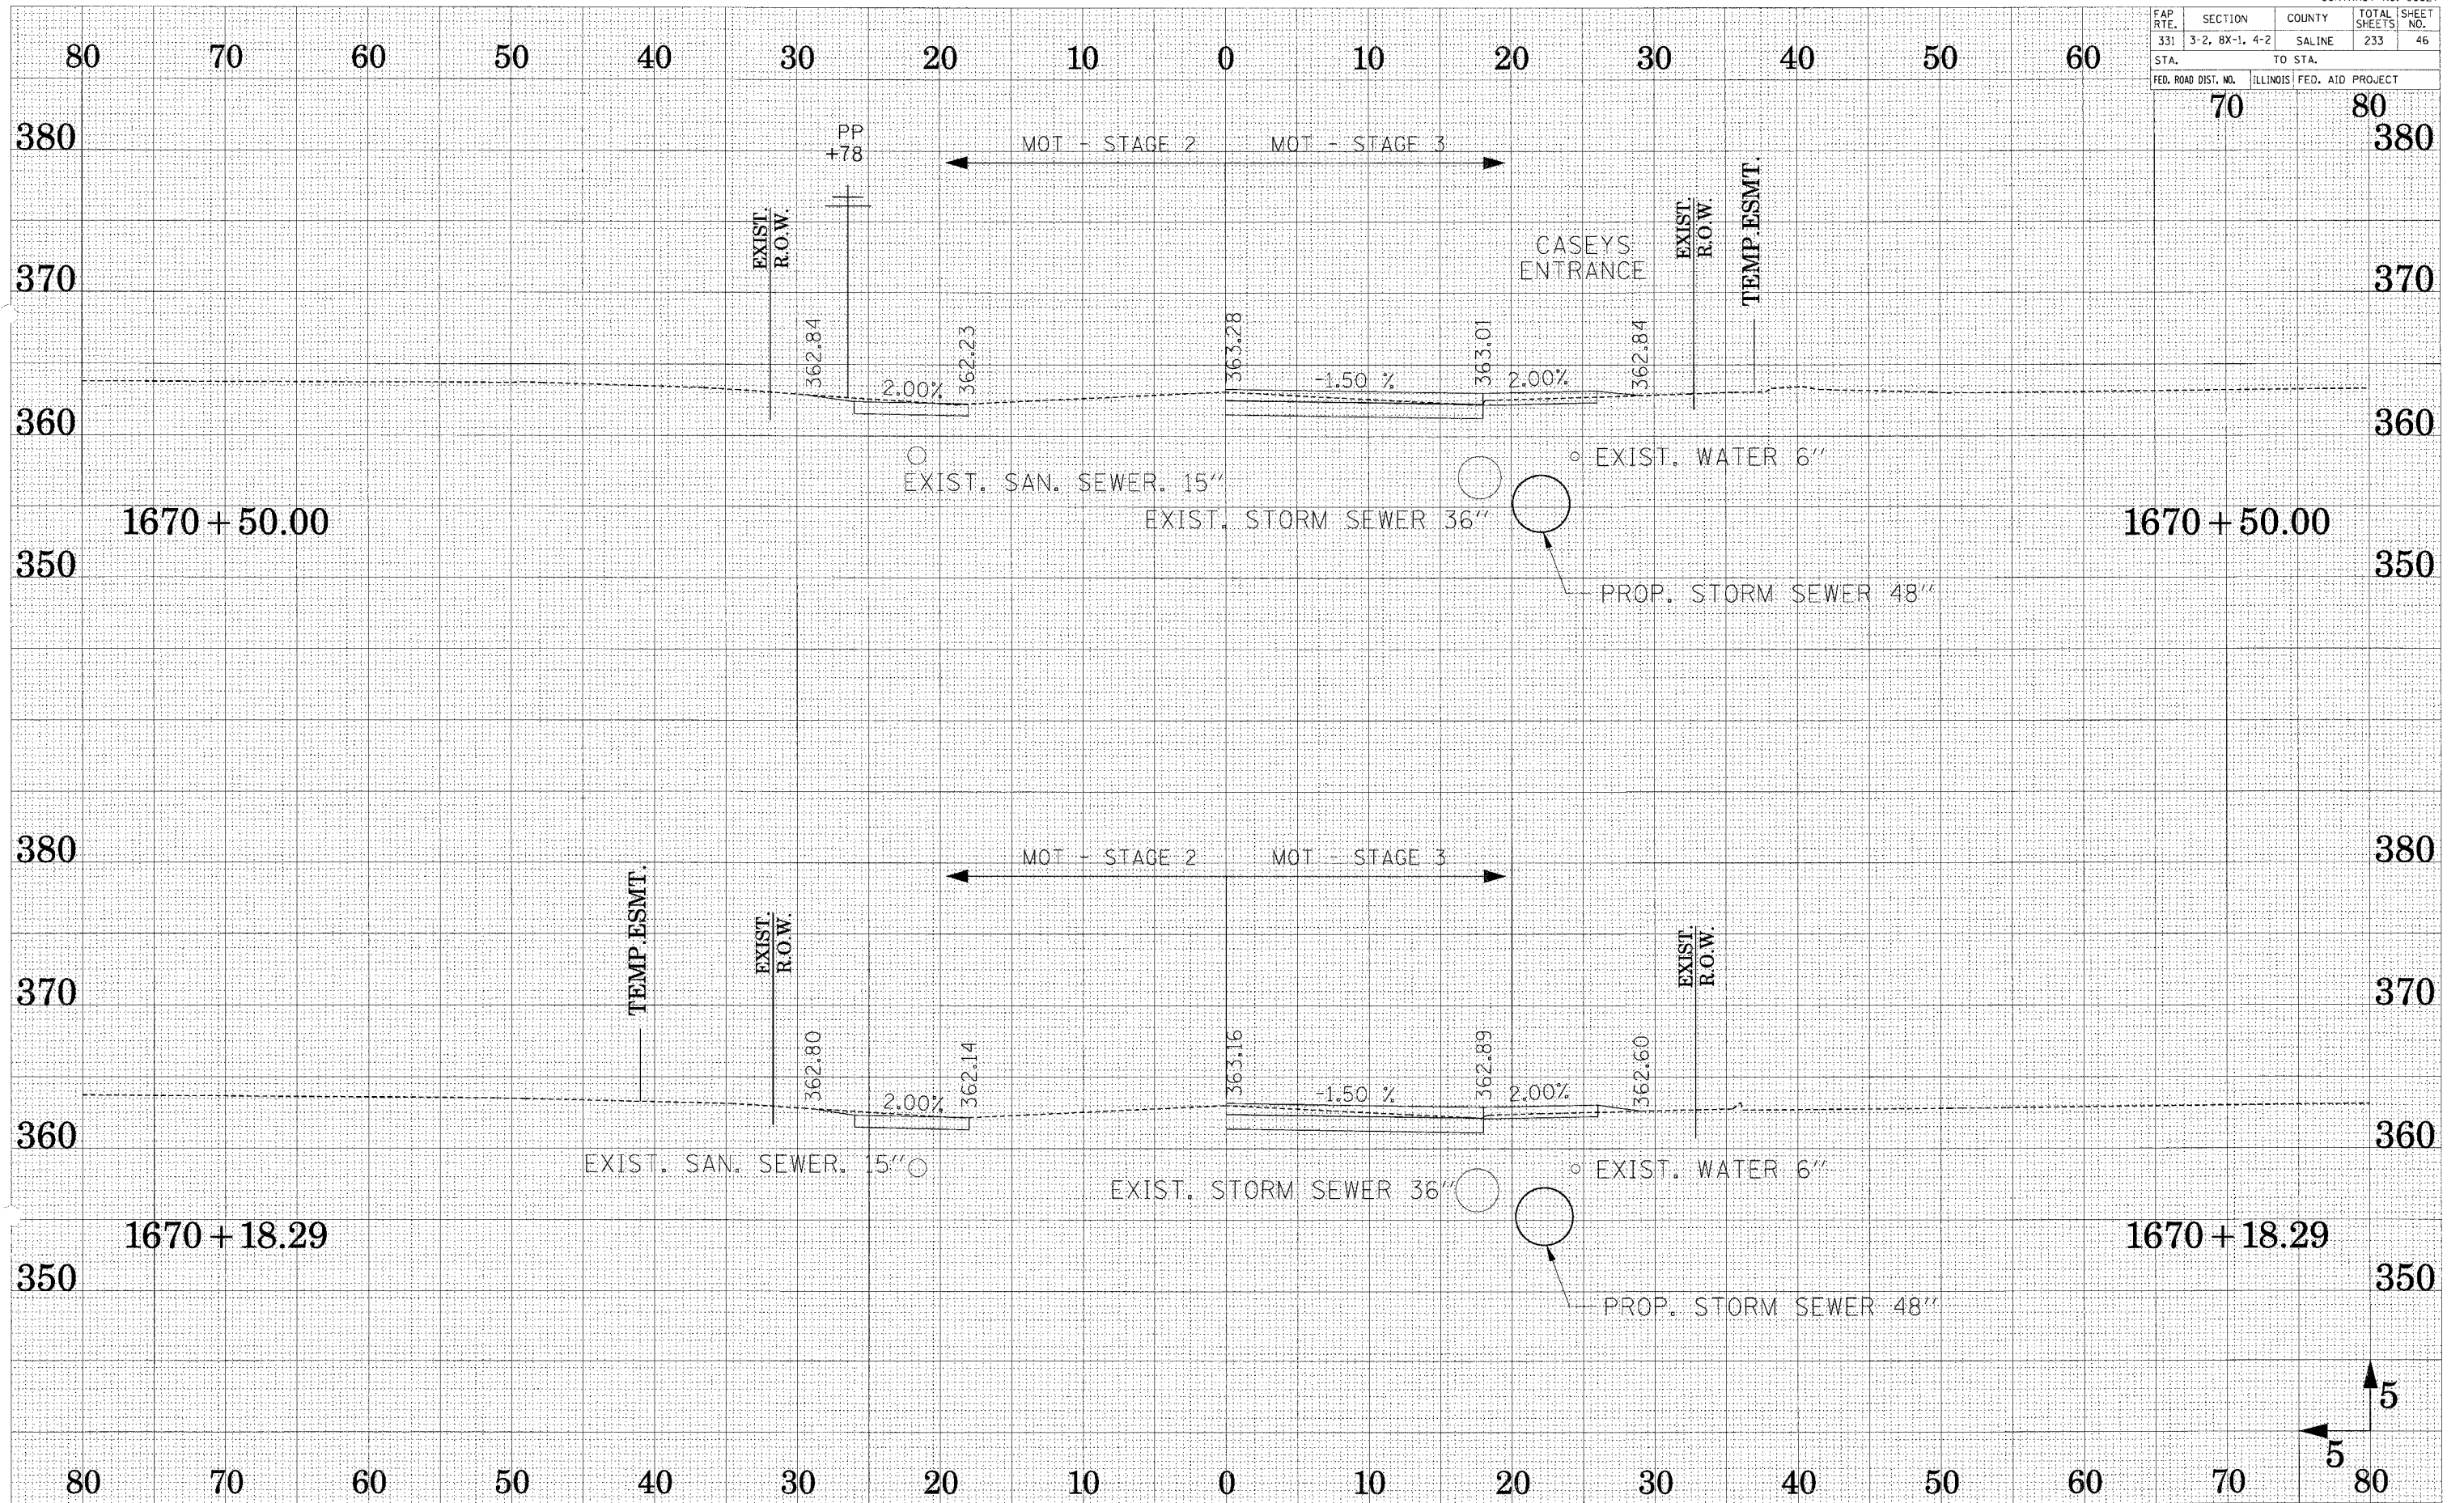 FAP RTE. SECTION COUNTY TOTAL SHEETS SHEET NO.
331 3-2, 8X-1, 4-2 SALINE 233 46
STA. TO STA.
FED. ROAD DIST. NO. ILLINOIS FED. AID PROJECT
80 70 60 50 40 30 20 10 0 10 20 30 40 50 60 70 80
380 380
PP
+78
MOT - STAGE 2 MOT - STAGE 3
EXIST.
R.O.W.
CASEYS
ENTRANCE
EXIST.
R.O.W.
TEMP.ESMT.
370 370
362.84
2.00%
362.23
363.28
-1.50 %
363.01
2.00%
362.84
360 360
EXIST. SAN. SEWER. 15"
EXIST. WATER 6"
EXIST. STORM SEWER 36"
1670+50.00 1670+50.00
350 350
PROP. STORM SEWER 48"
380 380
MOT - STAGE 2 MOT - STAGE 3
TEMP.ESMT.
EXIST.
R.O.W.
EXIST.
R.O.W.
370 370
362.80
2.00%
362.14
363.16
-1.50 %
362.89
2.00%
362.60
360 360
EXIST. SAN. SEWER. 15"
EXIST. WATER 6"
EXIST. STORM SEWER 36"
1670+18.29 1670+18.29
350 350
PROP. STORM SEWER 48"
5
5
80 70 60 50 40 30 20 10 0 10 20 30 40 50 60 70 80